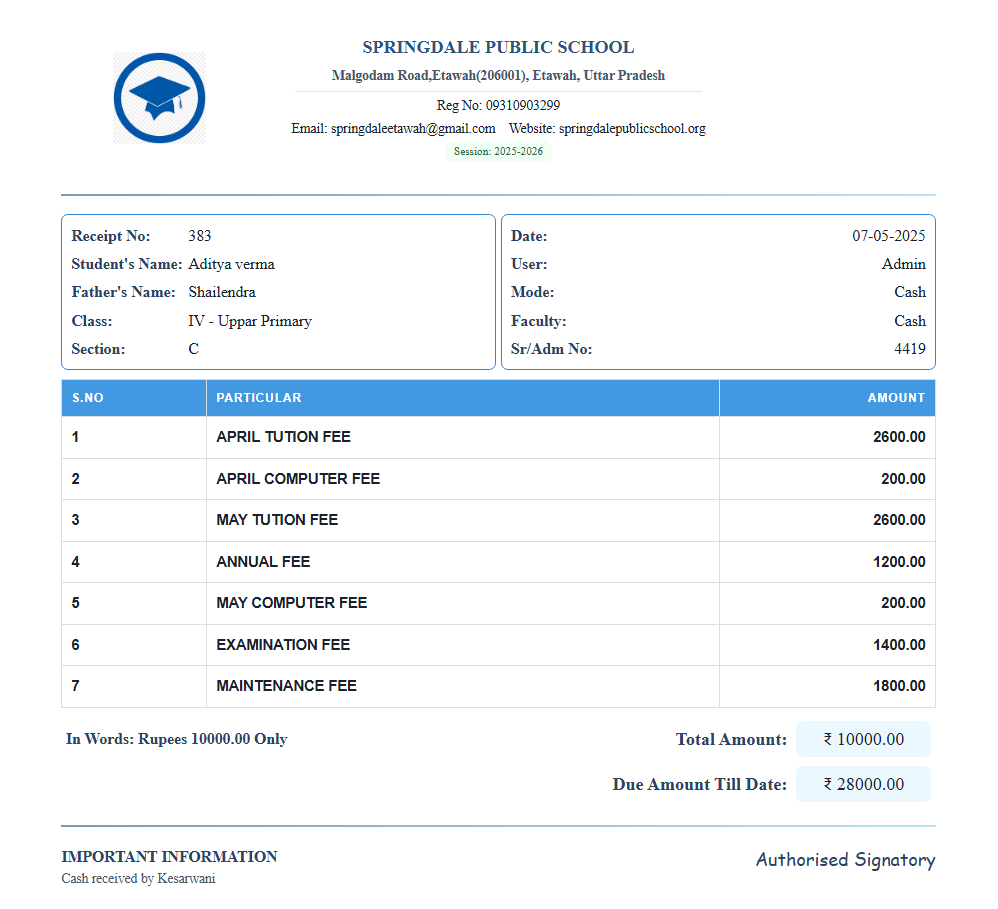 SPRINGDALE PUBLIC SCHOOL
Malgodam Road,Etawah(206001), Etawah, Uttar Pradesh
Reg No: 09310903299
Email: springdaleetawah@gmail.com Website: springdalepublicschool.org
Session: 2025-2026
Receipt No: 383
Student's Name: Aditya verma
Father's Name: Shailendra
Class: IV - Uppar Primary
Section: C
Date: 07-05-2025
User: Admin
Mode: Cash
Faculty: Cash
Sr/Adm No: 4419
S.NO PARTICULAR AMOUNT
1 APRIL TUTION FEE 2600.00
2 APRIL COMPUTER FEE 200.00
3 MAY TUTION FEE 2600.00
4 ANNUAL FEE 1200.00
5 MAY COMPUTER FEE 200.00
6 EXAMINATION FEE 1400.00
7 MAINTENANCE FEE 1800.00
In Words: Rupees 10000.00 Only
Total Amount: ₹ 10000.00
Due Amount Till Date: ₹ 28000.00
IMPORTANT INFORMATION
Cash received by Kesarwani
Authorised Signatory